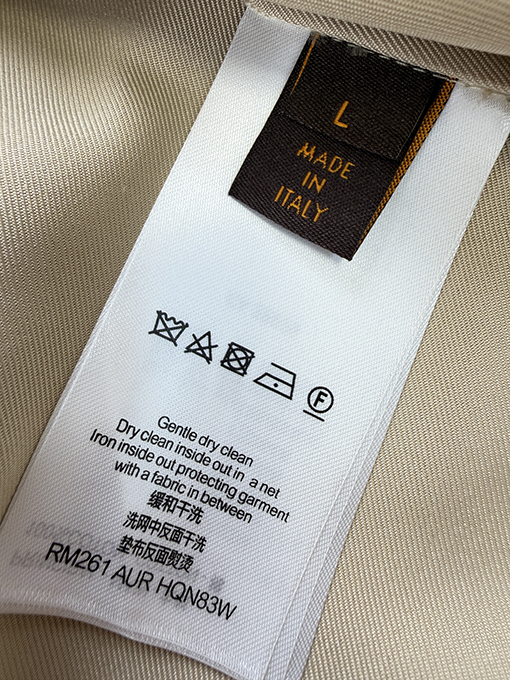 L
MADE
IN
ITALY
F
Gentle dry clean
Dry clean inside out in a net
Iron inside out protecting garment
with a fabric in between
缓和干洗
洗网中反面干洗
垫布反面熨烫
RM261 AUR HQN83W